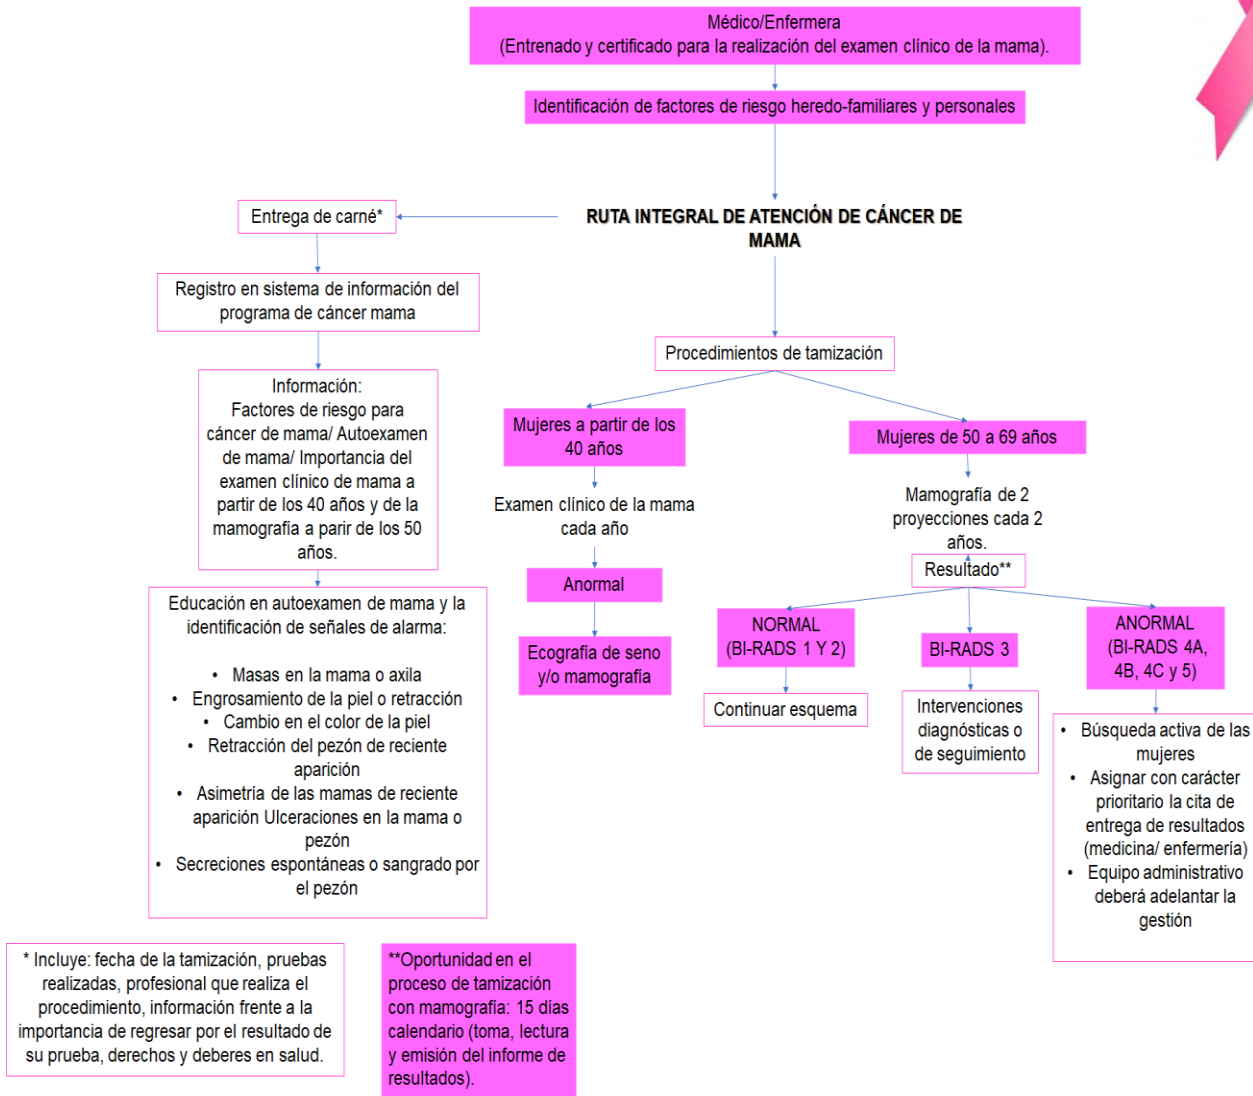 Médico/Enfermera
(Entrenado y certificado para la realización del examen clínico de la mama).
Identificación de factores de riesgo heredo-familiares y personales
RUTA INTEGRAL DE ATENCIÓN DE CÁNCER DE
MAMA
Entrega de carné*
Registro en sistema de información del
programa de cáncer mama
Información:
Factores de riesgo para
cáncer de mama/ Autoexamen
de mama/ Importancia del
examen clínico de mama a
partir de los 40 años y de la
mamografía a parir de los 50
años.
Educación en autoexamen de mama y la
identificación de señales de alarma:
• Masas en la mama o axila
• Engrosamiento de la piel o retracción
• Cambio en el color de la piel
• Retracción del pezón de reciente
aparición
• Asimetría de las mamas de reciente
aparición Ulceraciones en la mama o
pezón
• Secreciones espontáneas o sangrado por
el pezón
Procedimientos de tamización
Mujeres a partir de los
40 años
Examen clínico de la mama
cada año
Anormal
Ecografía de seno
y/o mamografía
Mujeres de 50 a 69 años
Mamografía de 2
proyecciones cada 2
años.
Resultado**
NORMAL
(BI-RADS 1 Y 2)
Continuar esquema
BI-RADS 3
Intervenciones
diagnósticas o
de seguimiento
ANORMAL
(BI-RADS 4A,
4B, 4C y 5)
• Búsqueda activa de las
mujeres
• Asignar con carácter
prioritario la cita de
entrega de resultados
(medicina/ enfermería)
• Equipo administrativo
deberá adelantar la
gestión
* Incluye: fecha de la tamización, pruebas
realizadas, profesional que realiza el
procedimiento, información frente a la
importancia de regresar por el resultado de
su prueba, derechos y deberes en salud.
**Oportunidad en el
proceso de tamización
con mamografía: 15 días
calendario (toma, lectura
y emisión del informe de
resultados).